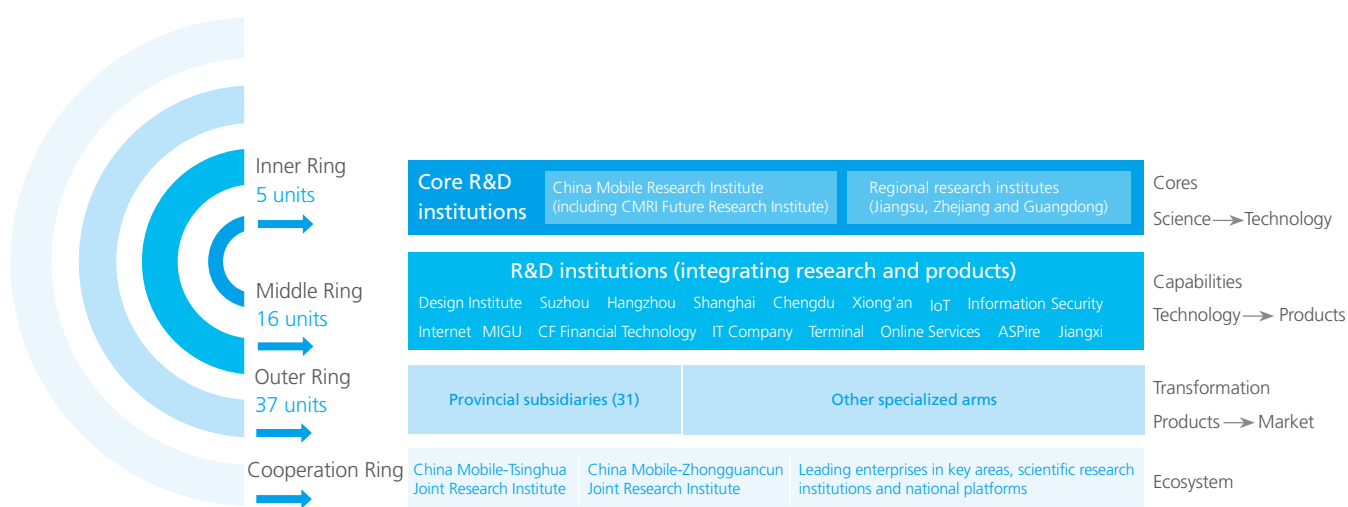 Inner Ring
5 units
Core R&D
institutions
China Mobile Research Institute
(including CMRI Future Research Institute)
Regional research institutes
(Jiangsu, Zhejiang and Guangdong)
Cores
Science Technology
Middle Ring
16 units
R&D institutions (integrating research and products)
Design Institute Suzhou Hangzhou Shanghai Chengdu Xiong'an IoT Information Security
Internet MIGU CF Financial Technology IT Company Terminal Online Services ASPire Jiangxi
Capabilities
Technology Products
Outer Ring
37 units
Provincial subsidiaries (31)
Other specialized arms
Transformation
Products Market
Cooperation Ring
China Mobile-Tsinghua
Joint Research Institute
China Mobile-Zhongguancun
Joint Research Institute
Leading enterprises in key areas, scientific research
institutions and national platforms
Ecosystem